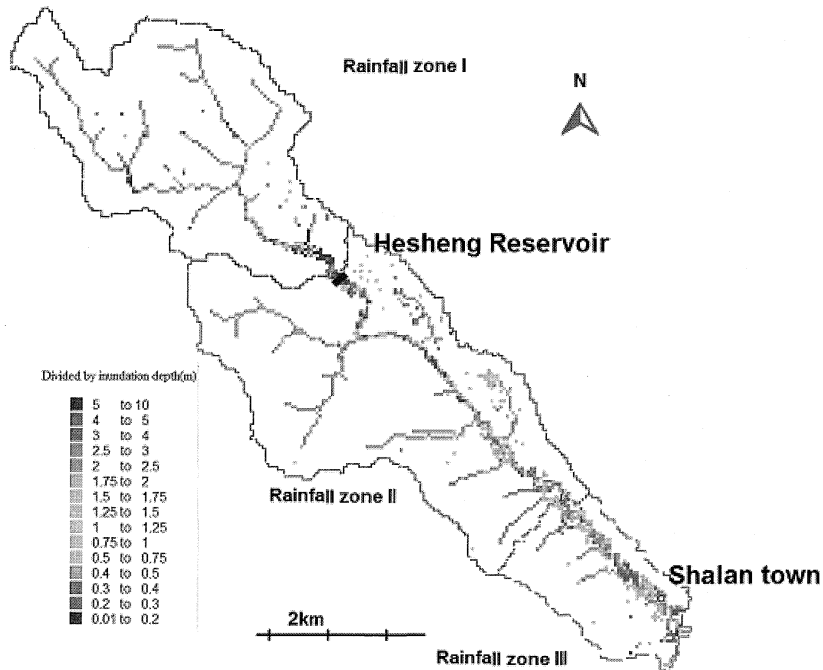 Rainfall zone I
N
Hesheng Reservoir
Divided by inundation depth(m)
5 to 10
4 to 5
3 to 4
2.5 to 3
2 to 2.5
1.75 to 2
1.5 to 1.75
1.25 to 1.5
1 to 1.25
0.75 to 1
0.5 to 0.75
0.4 to 0.5
0.3 to 0.4
0.2 to 0.3
0.01 to 0.2
Rainfall zone II
Shalan town
2km
Rainfall zone III